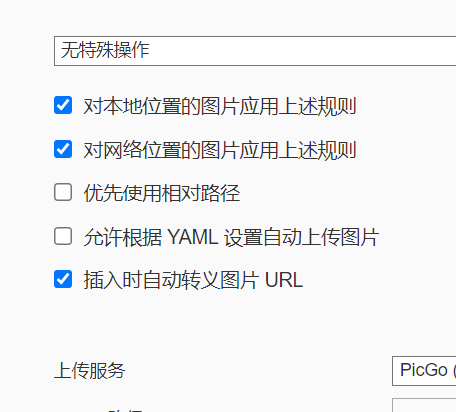 无特殊操作
对本地位置的图片应用上述规则
对网络位置的图片应用上述规则
优先使用相对路径
允许根据 YAML 设置自动上传图片
插入时自动转义图片 URL
上传服务 PicGo (